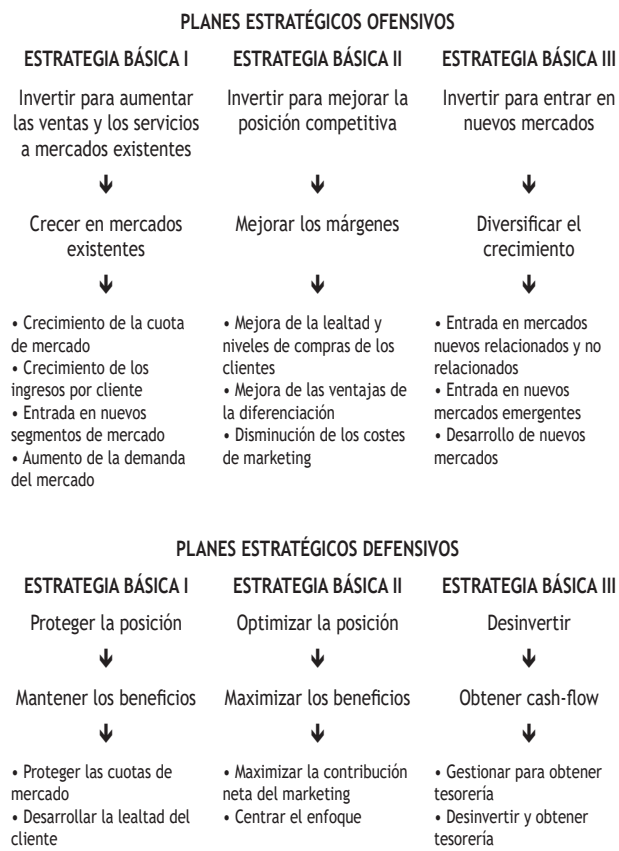 PLANES ESTRATÉGICOS OFENSIVOS
ESTRATEGIA BÁSICA I
Invertir para aumentar
las ventas y los servicios
a mercados existentes
Crecer en mercados
existentes
• Crecimiento de la cuota
de mercado
• Crecimiento de los
ingresos por cliente
• Entrada en nuevos
segmentos de mercado
• Aumento de la demanda
del mercado
ESTRATEGIA BÁSICA II
Invertir para mejorar la
posición competitiva
Mejorar los márgenes
• Mejora de la lealtad y
niveles de compras de los
clientes
• Mejora de las ventajas de
la diferenciación
• Disminución de los costes
de marketing
ESTRATEGIA BÁSICA III
Invertir para entrar en
nuevos mercados
Diversificar el
crecimiento
• Entrada en mercados
nuevos relacionados y no
relacionados
• Entrada en nuevos
mercados emergentes
• Desarrollo de nuevos
mercados
PLANES ESTRATÉGICOS DEFENSIVOS
ESTRATEGIA BÁSICA I
Proteger la posición
Mantener los beneficios
• Proteger las cuotas de
mercado
• Desarrollar la lealtad del
cliente
ESTRATEGIA BÁSICA II
Optimizar la posición
Maximizar los beneficios
• Maximizar la contribución
neta del marketing
• Centrar el enfoque
ESTRATEGIA BÁSICA III
Desinvertir
Obtener cash-flow
• Gestionar para obtener
tesorería
• Desinvertir y obtener
tesorería